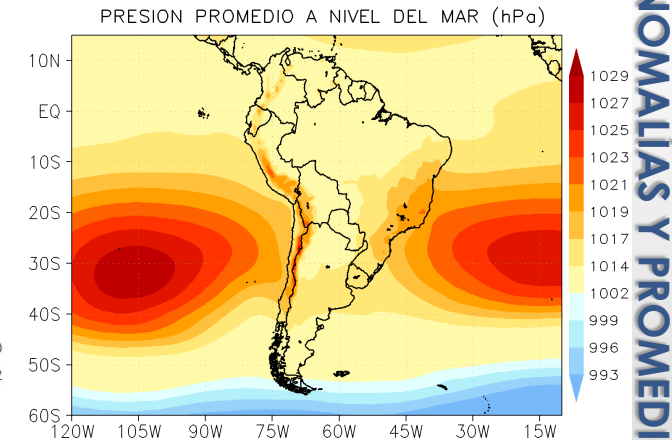 PRESION PROMEDIO A NIVEL DEL MAR (hPa)
10N
EQ
10S
20S
30S
40S
50S
60S
120W 105W 90W 75W 60W 45W 30W 15W
1029
1027
1025
1023
1021
1019
1017
1014
1002
999
996
993
NOMALIAS Y PROMEDI